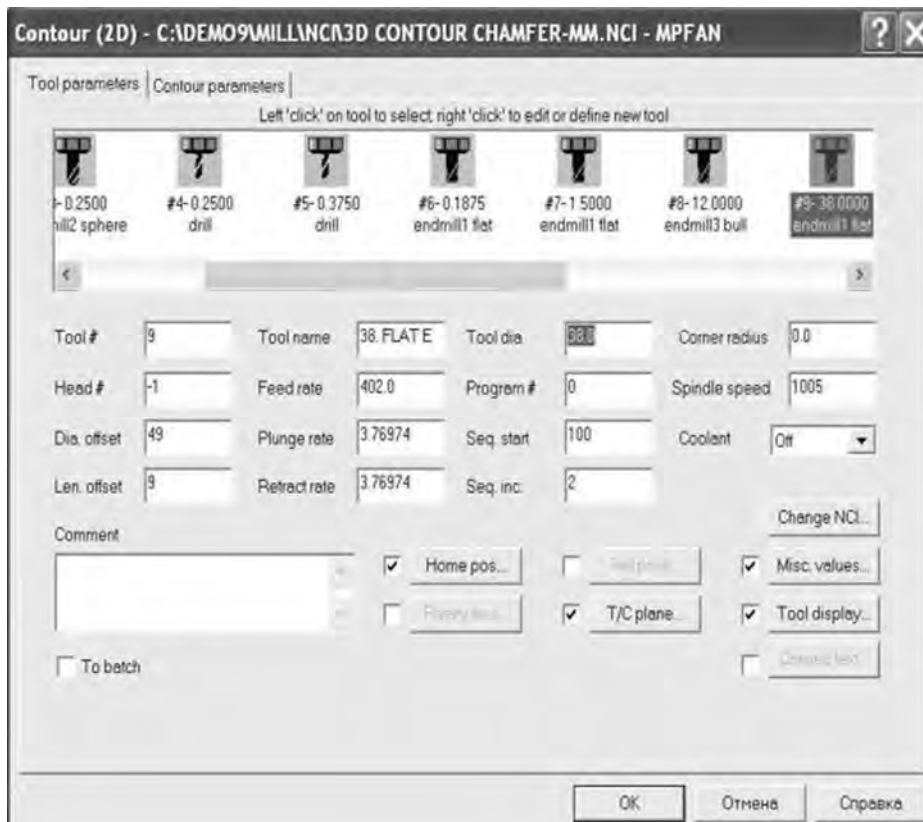 Contour (2D) - C:\DEMO9\MILL\NCI\3D CONTOUR CHAMFER-MM.NCI - MPFAN
Tool parameters Contour parameters
Left 'click' on tool to select; right 'click' to edit or define new tool
- 0.2500 #4- 0.2500 #5- 0.3750 #6- 0.1875 #7- 1.5000 #8- 12.0000 #9- 38.0000
mill2 sphere drill drill endmill1 flat endmill1 flat endmill3 bull endmill1 flat
Tool # 9 Tool name 38. FLAT E Tool dia 38.0 Corner radius 0.0
Head # -1 Feed rate 402.0 Program # 0 Spindle speed 1005
Dia. offset 49 Plunge rate 3.76974 Seq. start 100 Coolant Off
Len. offset 9 Retract rate 3.76974 Seq. inc. 2
Change NCI...
Comment
Home pos... Misc. values...
T/C plane... Tool display...
To batch
OK Отмена Справка